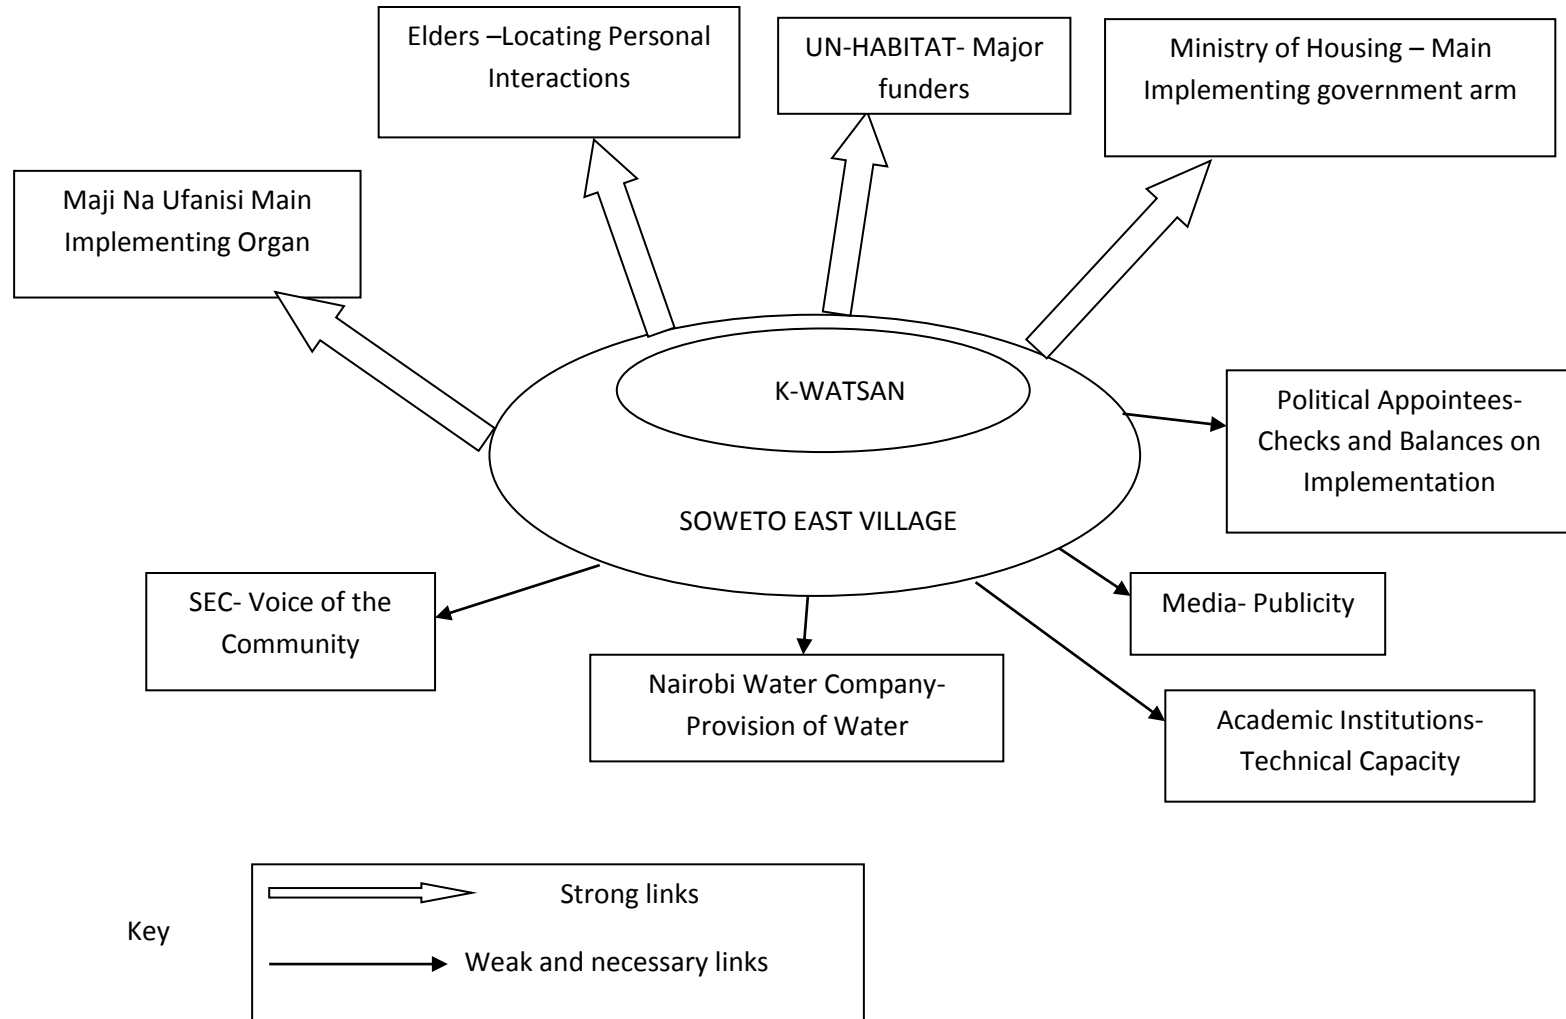 Elders –Locating Personal
Interactions
UN-HABITAT- Major
funders
Ministry of Housing – Main
Implementing government arm
Maji Na Ufanisi Main
Implementing Organ
K-WATSAN
SOWETO EAST VILLAGE
Political Appointees-
Checks and Balances on
Implementation
SEC- Voice of the
Community
Media- Publicity
Nairobi Water Company-
Provision of Water
Academic Institutions-
Technical Capacity
Key
Strong links
Weak and necessary links